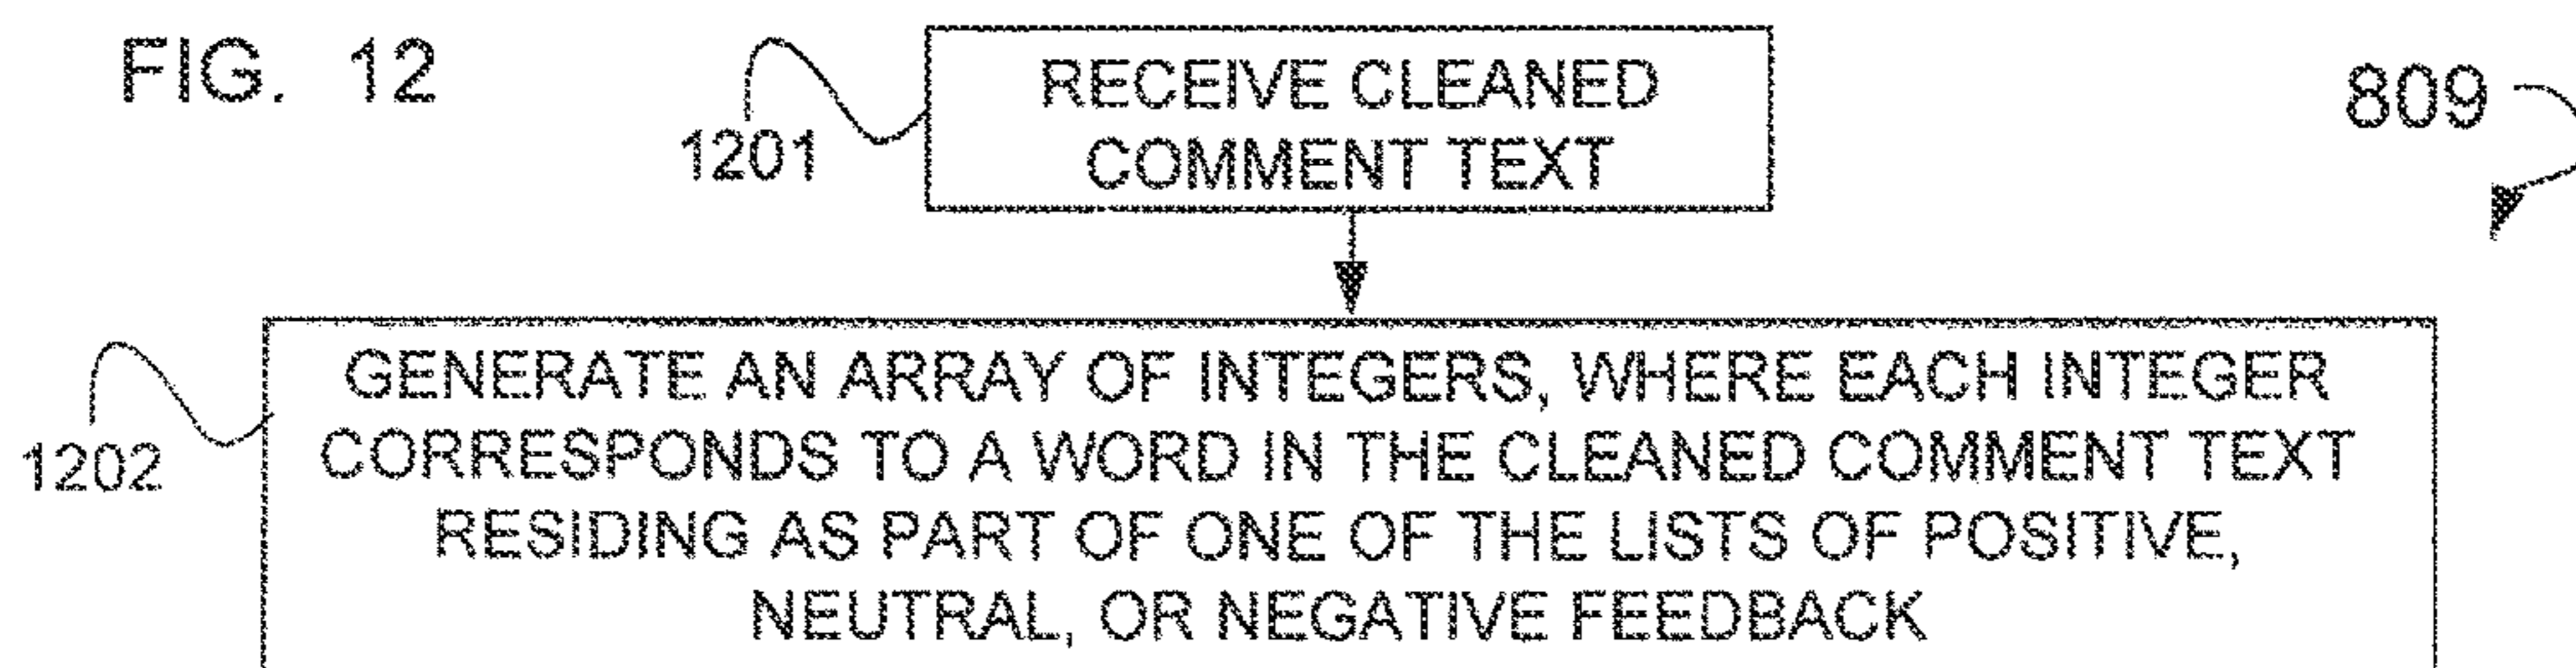 FIG. 12
RECEIVE CLEANED
COMMENT TEXT
1201
809
GENERATE AN ARRAY OF INTEGERS, WHERE EACH INTEGER
CORRESPONDS TO A WORD IN THE CLEANED COMMENT TEXT
RESIDING AS PART OF ONE OF THE LISTS OF POSITIVE,
NEUTRAL, OR NEGATIVE FEEDBACK
1202